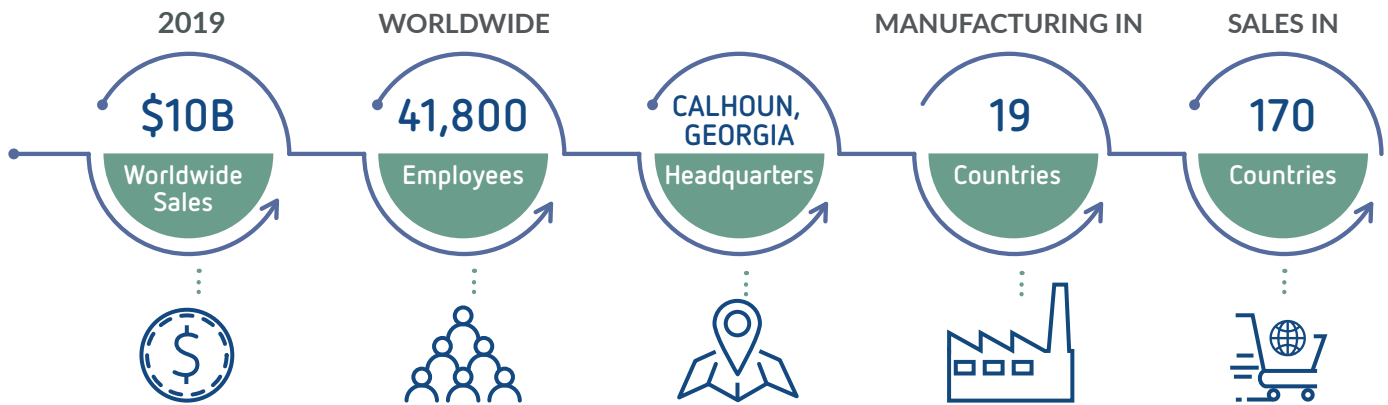 2019
$10B
Worldwide
Sales
WORLDWIDE
41,800
Employees
CALHOUN,
GEORGIA
Headquarters
MANUFACTURING IN
19
Countries
SALES IN
170
Countries
$